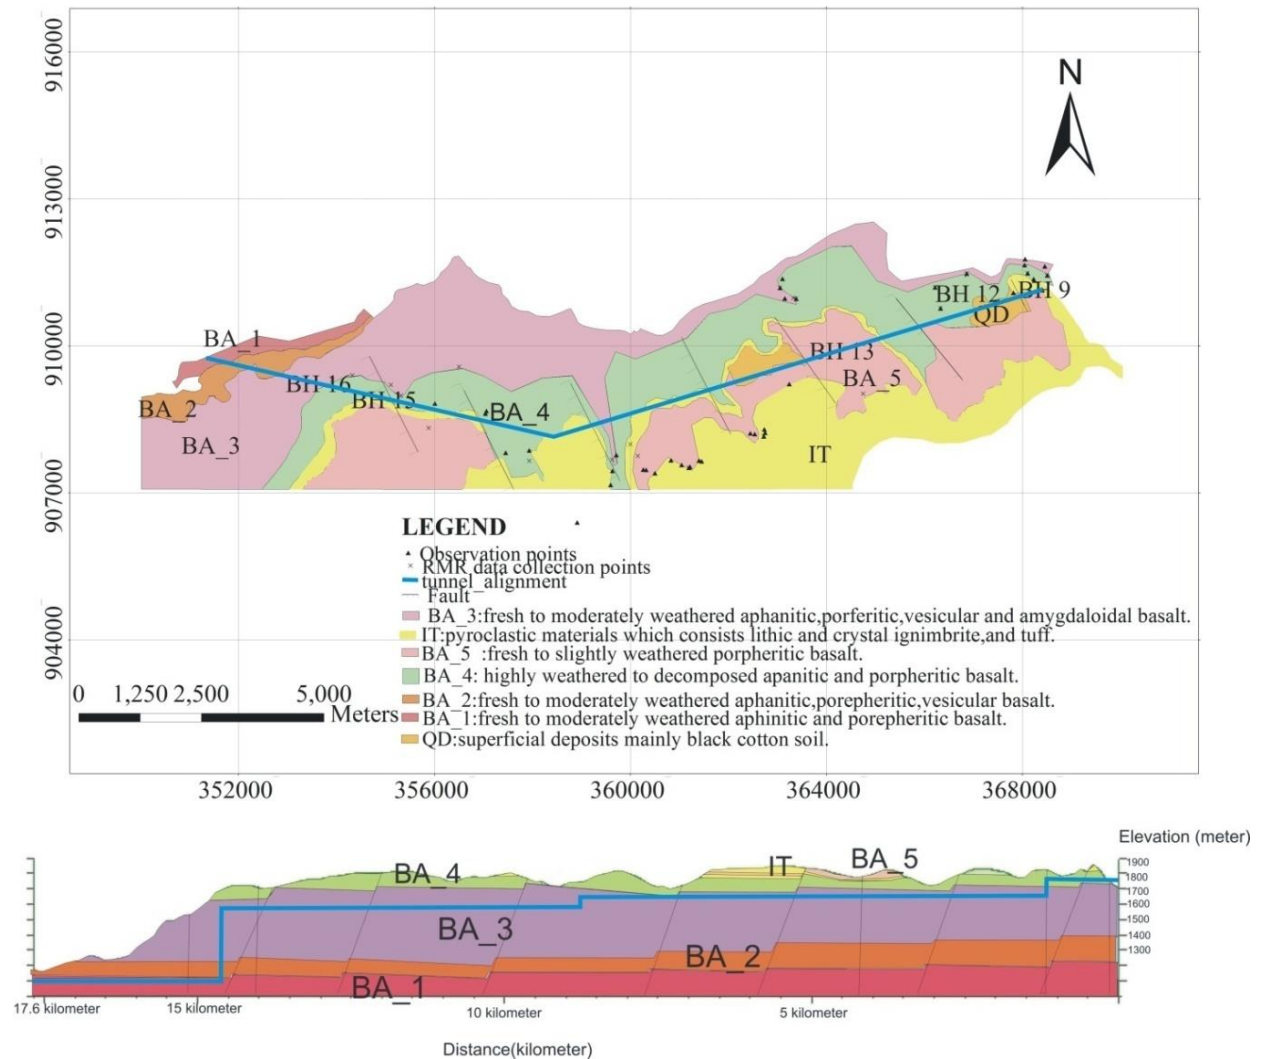 916000
N
913000
910000
907000
904000
BA_1
BH 12
BH 9
QD
BH 13
BH 16
BH 15
BA_5
BA_2
BA_4
BA_3
IT
LEGEND
Observation points
RMR data collection points
tunnel_alignment
Fault
BA_3:fresh to moderately weathered aphanitic,porferitic,vesicular and amygdaloidal basalt.
IT:pyroclastic materials which consists lithic and crystal ignimbrite,and tuff.
BA_5 :fresh to slightly weathered porpheritic basalt.
BA_4: highly weathered to decomposed apanitic and porpheritic basalt.
BA_2:fresh to moderately weathered aphanitic,porepheritic,vesicular basalt.
BA_1:fresh to moderately weathered aphinitic and porepheritic basalt.
QD:superficial deposits mainly black cotton soil.
0 1,250 2,500 5,000
Meters
352000 356000 360000 364000 368000
Elevation (meter)
BA_4
IT
BA_5
BA_3
BA_2
BA_1
1900
1800
1700
1600
1500
1400
1300
17.6 kilometer 15 kilometer 10 kilometer 5 kilometer
Distance(kilometer)